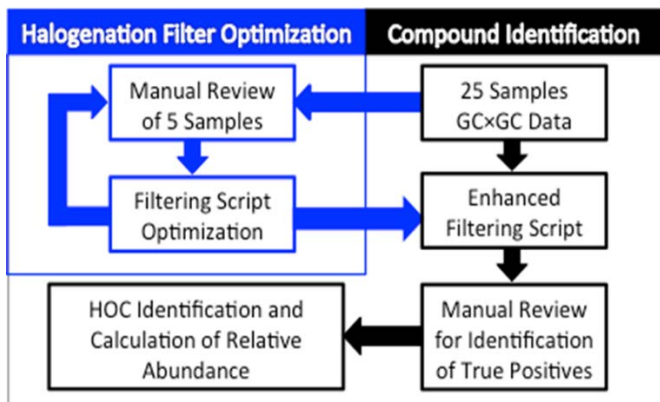 Halogenation Filter Optimization
Compound Identification
Manual Review
of 5 Samples
25 Samples
GC×GC Data
Filtering Script
Optimization
Enhanced
Filtering Script
HOC Identification and
Calculation of Relative
Abundance
Manual Review
for Identification
of True Positives